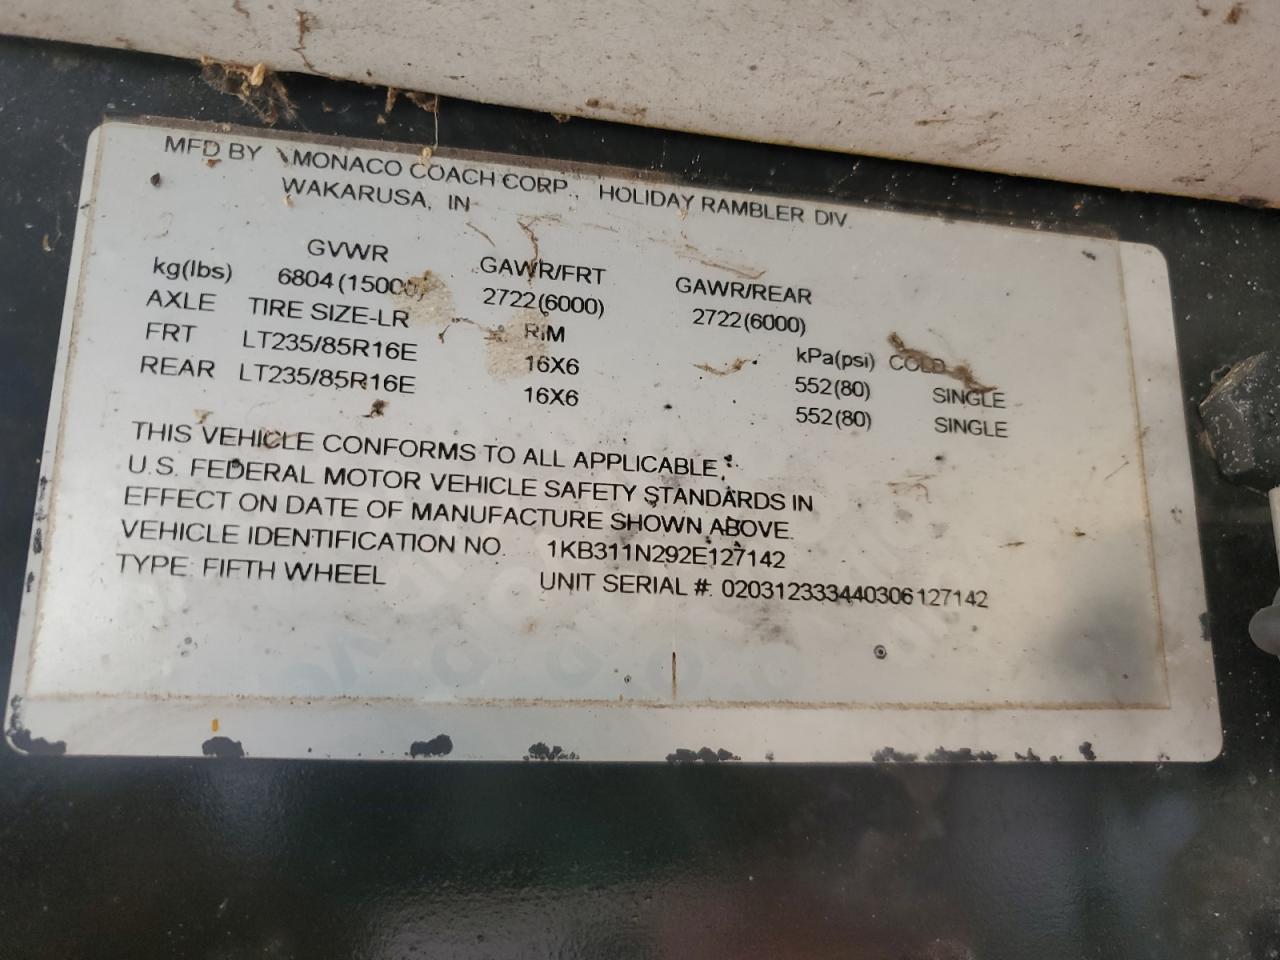 MFD BY MONACO COACH CORP., HOLIDAY RAMBLER DIV.
WAKARUSA, IN
GVWR GAWR/FRT GAWR/REAR
kg(lbs) 6804(15000) 2722(6000) 2722(6000)
AXLE TIRE SIZE-LR RIM kPa(psi) COLD
FRT LT235/85R16E 16X6 552(80) SINGLE
REAR LT235/85R16E 16X6 552(80) SINGLE
THIS VEHICLE CONFORMS TO ALL APPLICABLE
U.S. FEDERAL MOTOR VEHICLE SAFETY STANDARDS IN
EFFECT ON DATE OF MANUFACTURE SHOWN ABOVE.
VEHICLE IDENTIFICATION NO. 1KB311N292E127142
TYPE: FIFTH WHEEL UNIT SERIAL #: 020312333440306127142